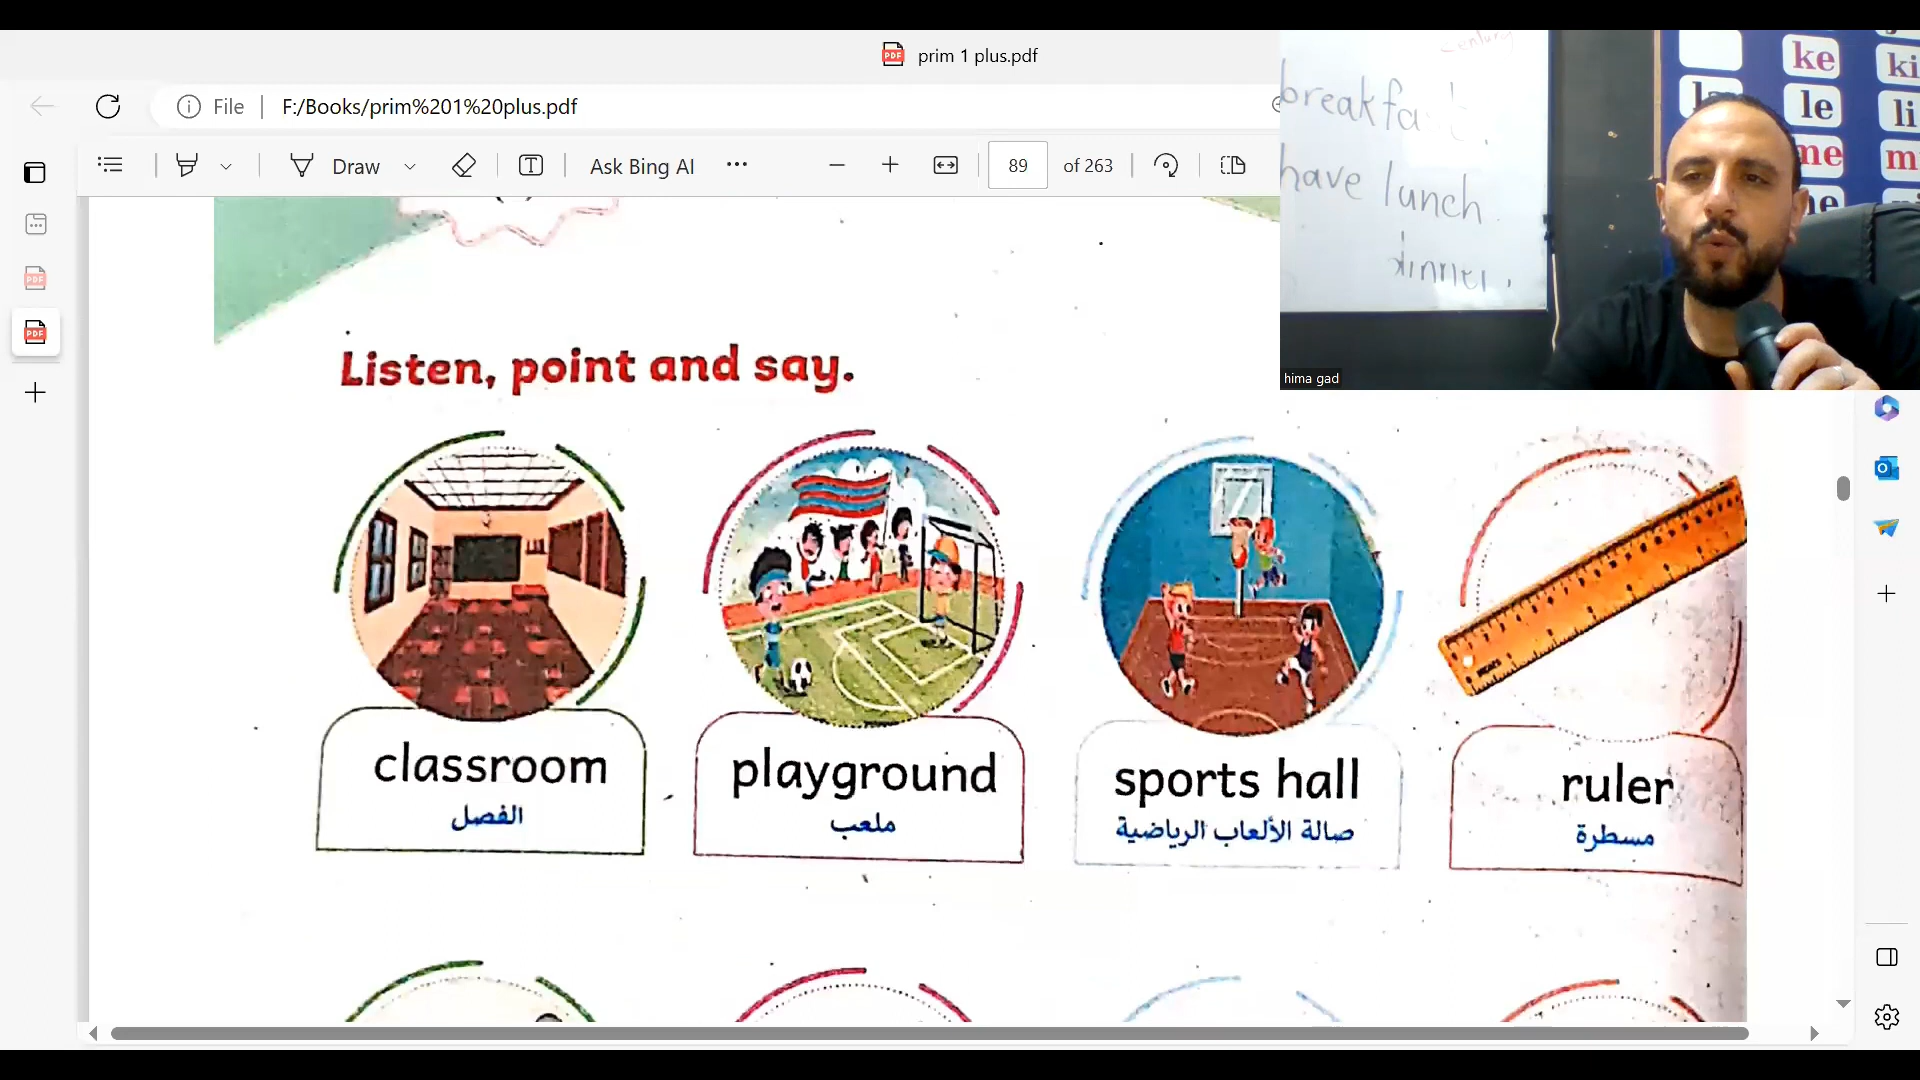 prim 1 plus.pdf
File
F:/Books/prim%201%20plus.pdf
Draw
Ask Bing AI
89
of 263
century
breakfast.
have lunch
dinner.
ke
ki
le
li
me
hima gad
Listen, point and say.
classroom
الفصل
playground
ملعب
sports hall
صالة الألعاب الرياضية
ruler
مسطرة